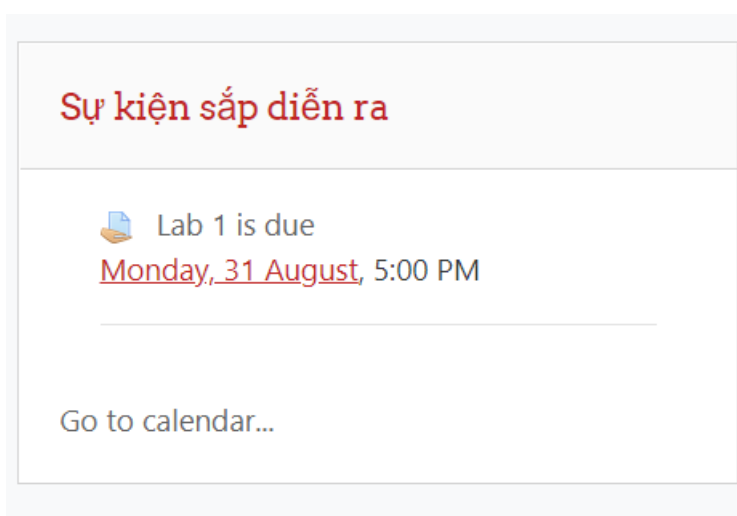 Sự kiện sắp diễn ra
Lab 1 is due
Monday, 31 August, 5:00 PM
Go to calendar...